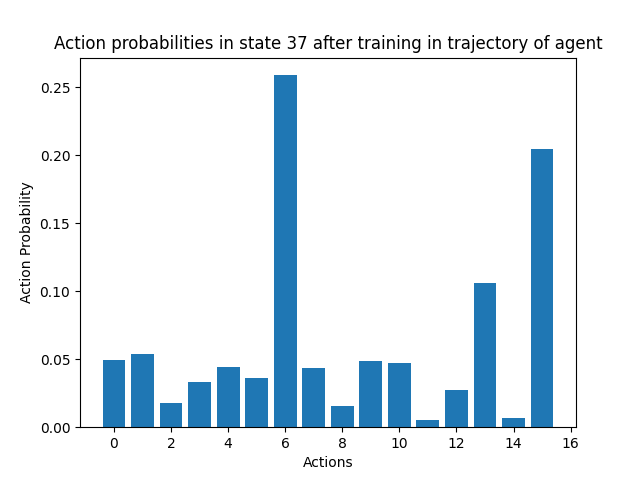 Action probabilities in state 37 after training in trajectory of agent
Action Probability
0.25
0.20
0.15
0.10
0.05
0.00
0 2 4 6 8 10 12 14 16
Actions